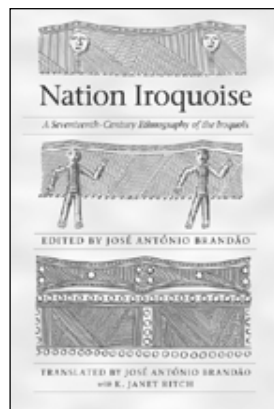 Nation Iroquoise
A Seventeenth-Century Ethnography of the Iroquois
EDITED BY JOSÉ ANTÓNIO BRANDÃO
TRANSLATED BY JOSÉ ANTÓNIO BRANDÃO
with K. JANET RITCH